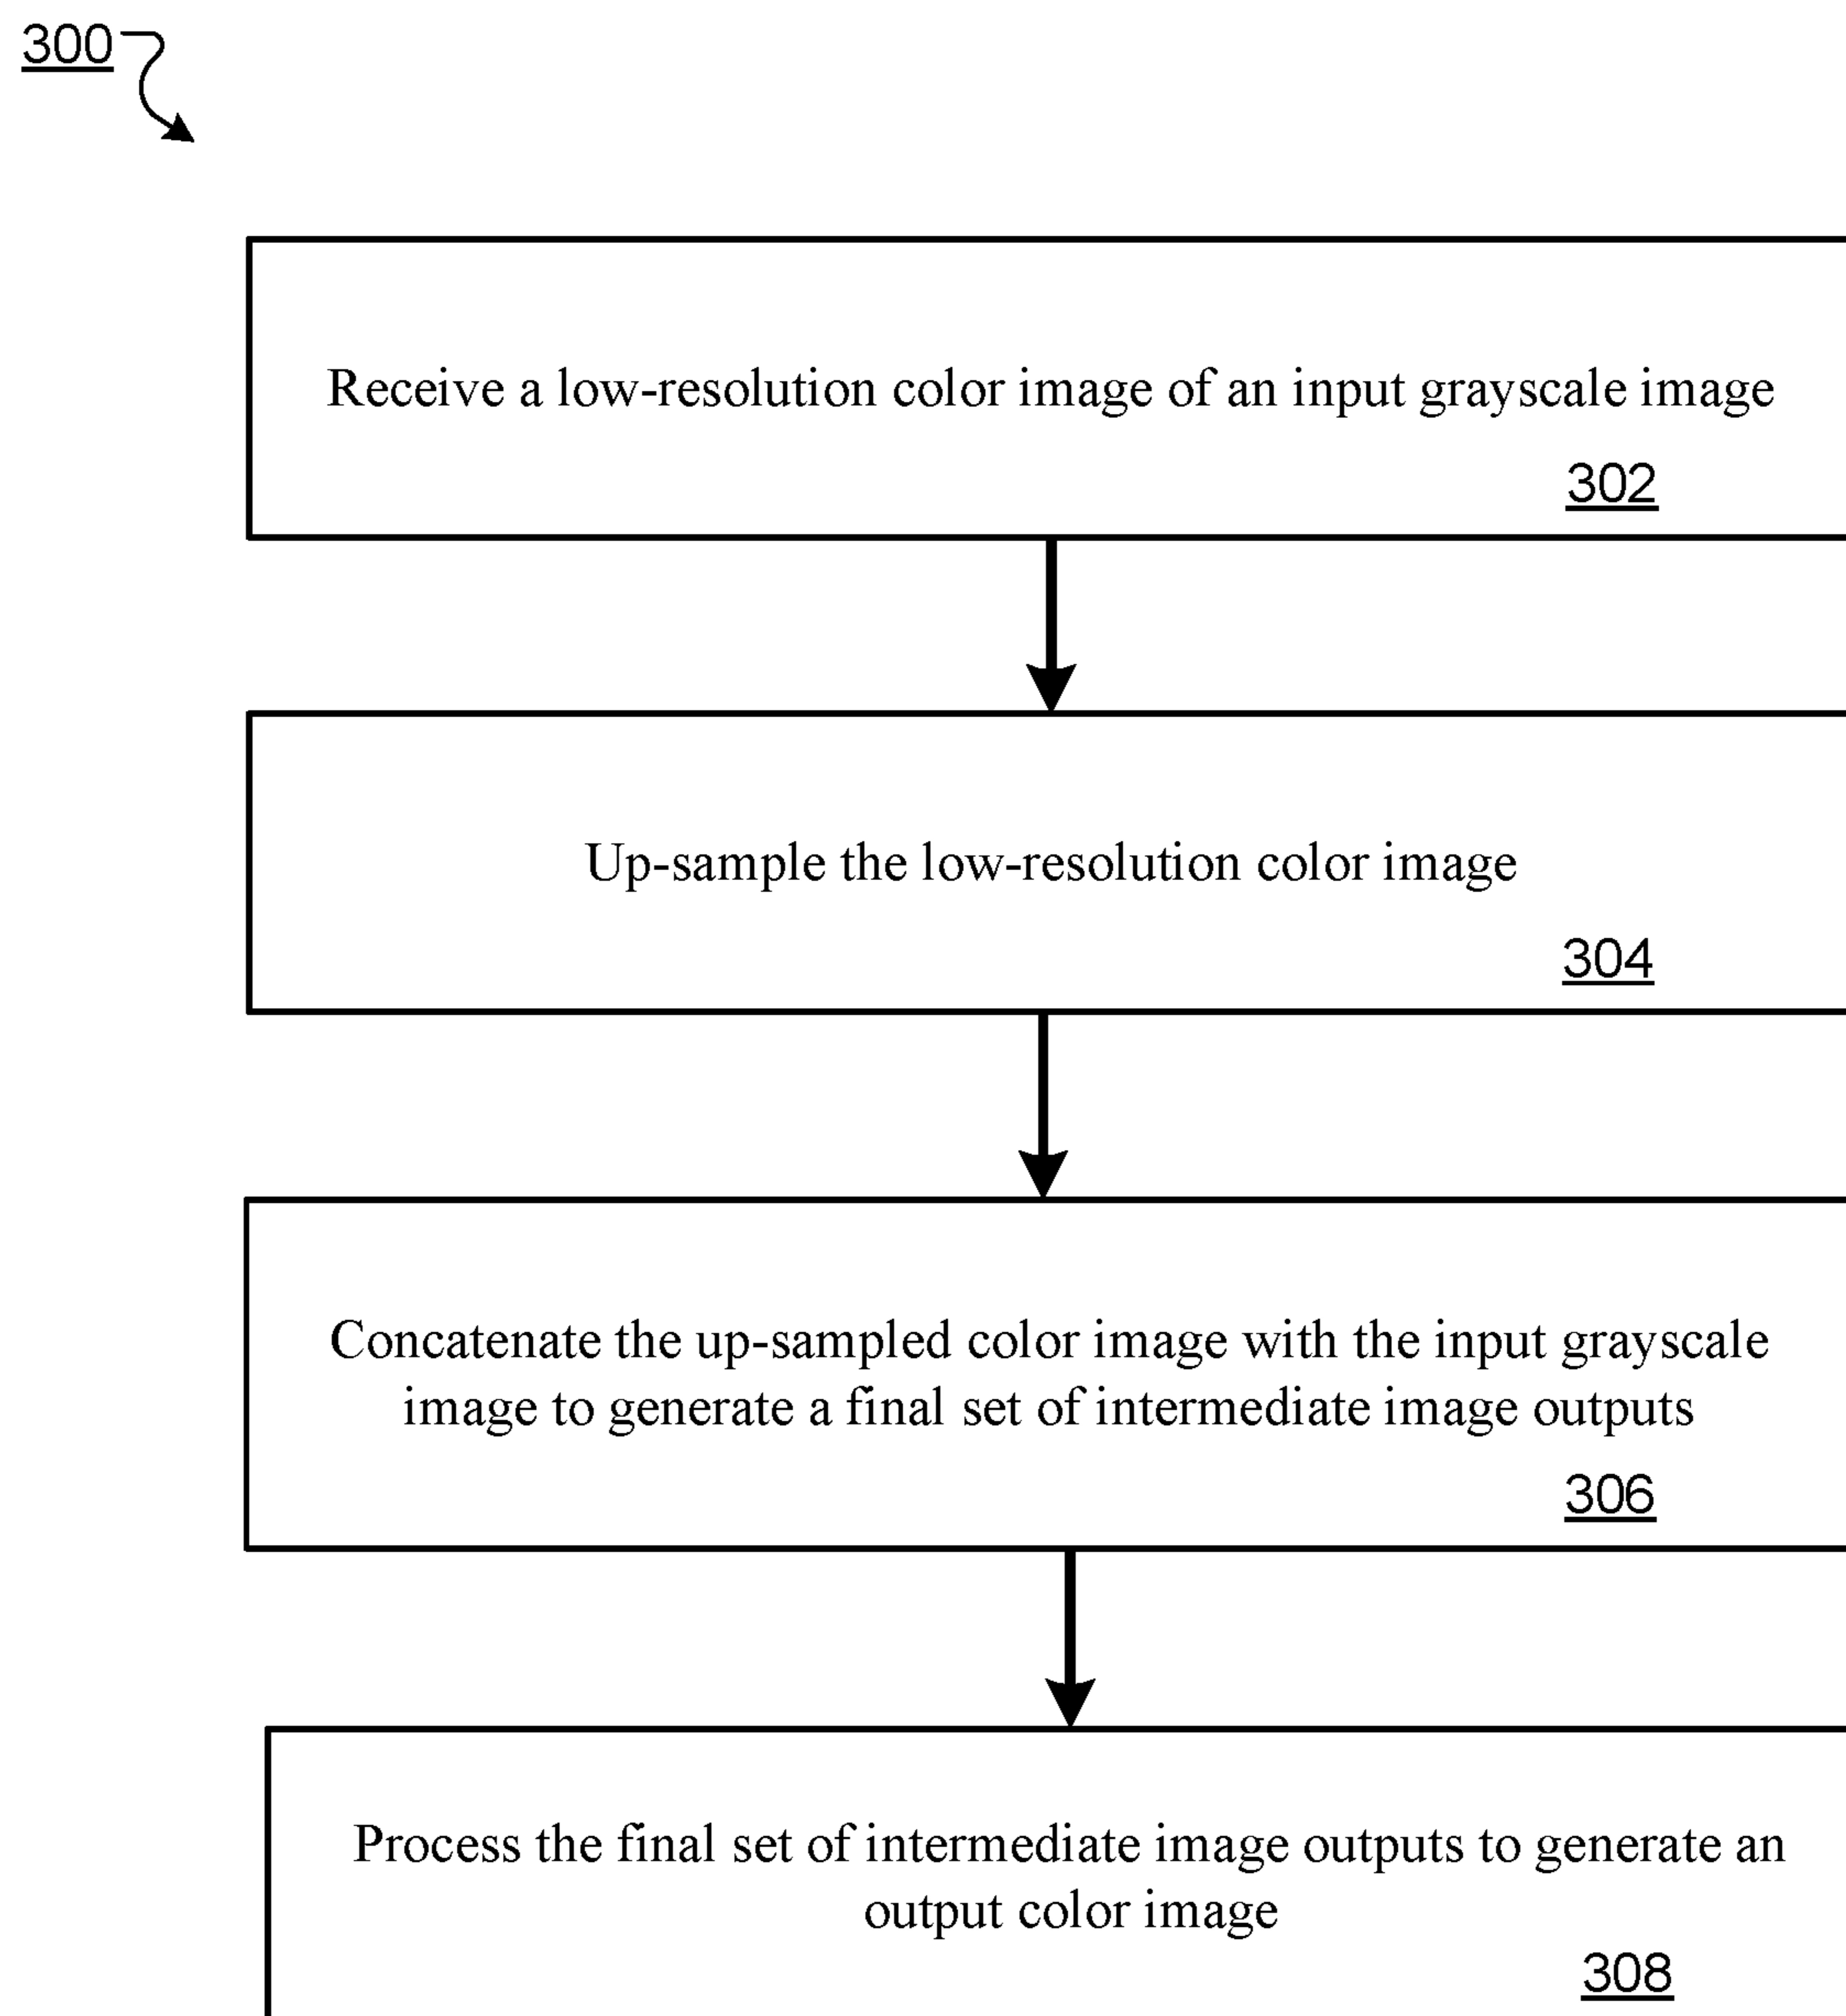 300
Receive a low-resolution color image of an input grayscale image
302
Up-sample the low-resolution color image
304
Concatenate the up-sampled color image with the input grayscale
image to generate a final set of intermediate image outputs
306
Process the final set of intermediate image outputs to generate an
output color image
308